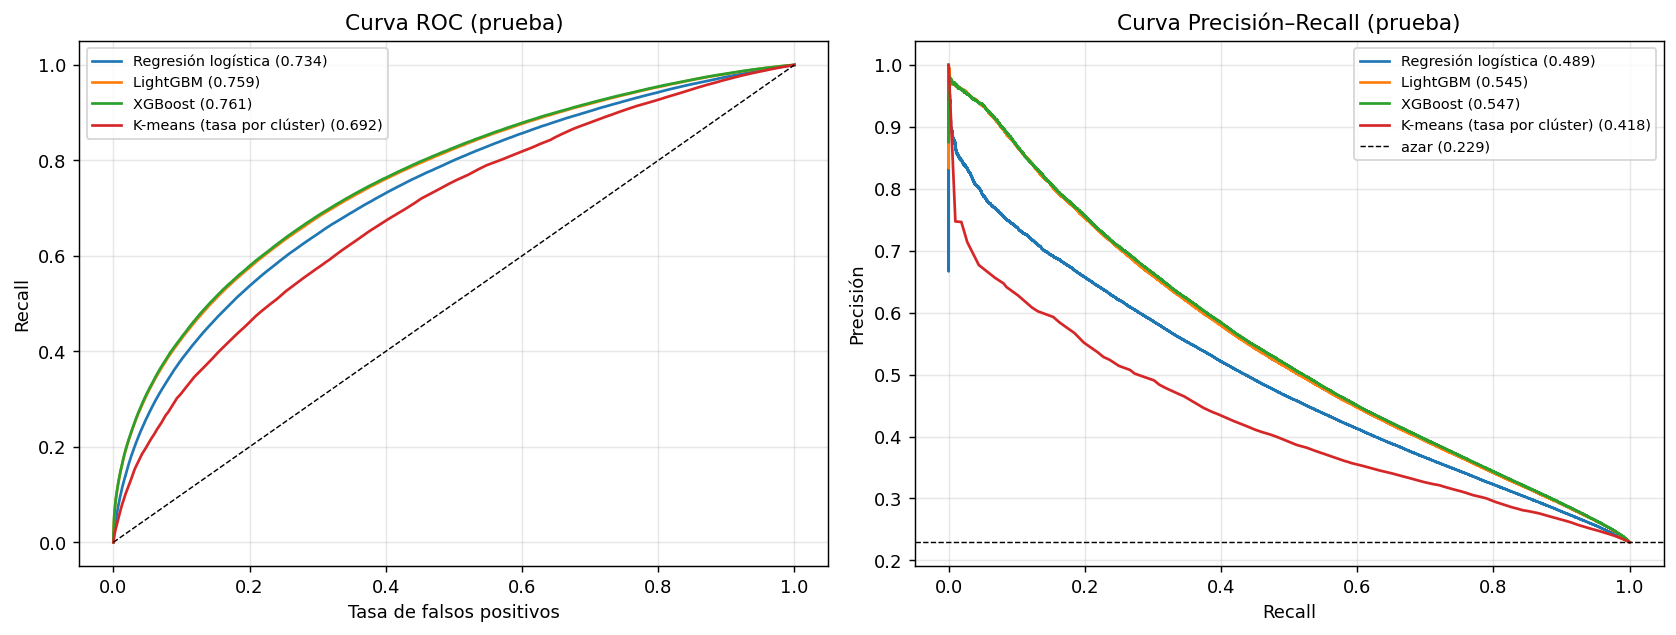 Curva ROC (prueba)
Regresión logística (0.734)
LightGBM (0.759)
XGBoost (0.761)
K-means (tasa por clúster) (0.692)
1.0
0.8
0.6
0.4
0.2
0.0
Recall
0.0 0.2 0.4 0.6 0.8 1.0
Tasa de falsos positivos
Curva Precisión–Recall (prueba)
Regresión logística (0.489)
LightGBM (0.545)
XGBoost (0.547)
K-means (tasa por clúster) (0.418)
azar (0.229)
1.0
0.9
0.8
0.7
0.6
0.5
0.4
0.3
0.2
Precisión
0.0 0.2 0.4 0.6 0.8 1.0
Recall